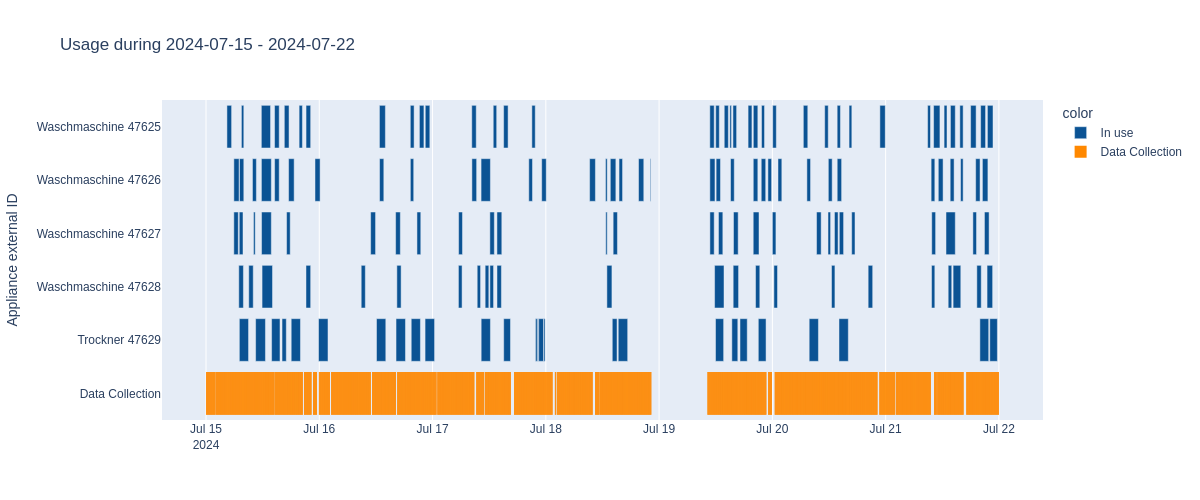 Usage during 2024-07-15 - 2024-07-22
color
In use
Data Collection
Appliance external ID
Waschmaschine 47625
Waschmaschine 47626
Waschmaschine 47627
Waschmaschine 47628
Trockner 47629
Data Collection
Jul 15 Jul 16 Jul 17 Jul 18 Jul 19 Jul 20 Jul 21 Jul 22
2024